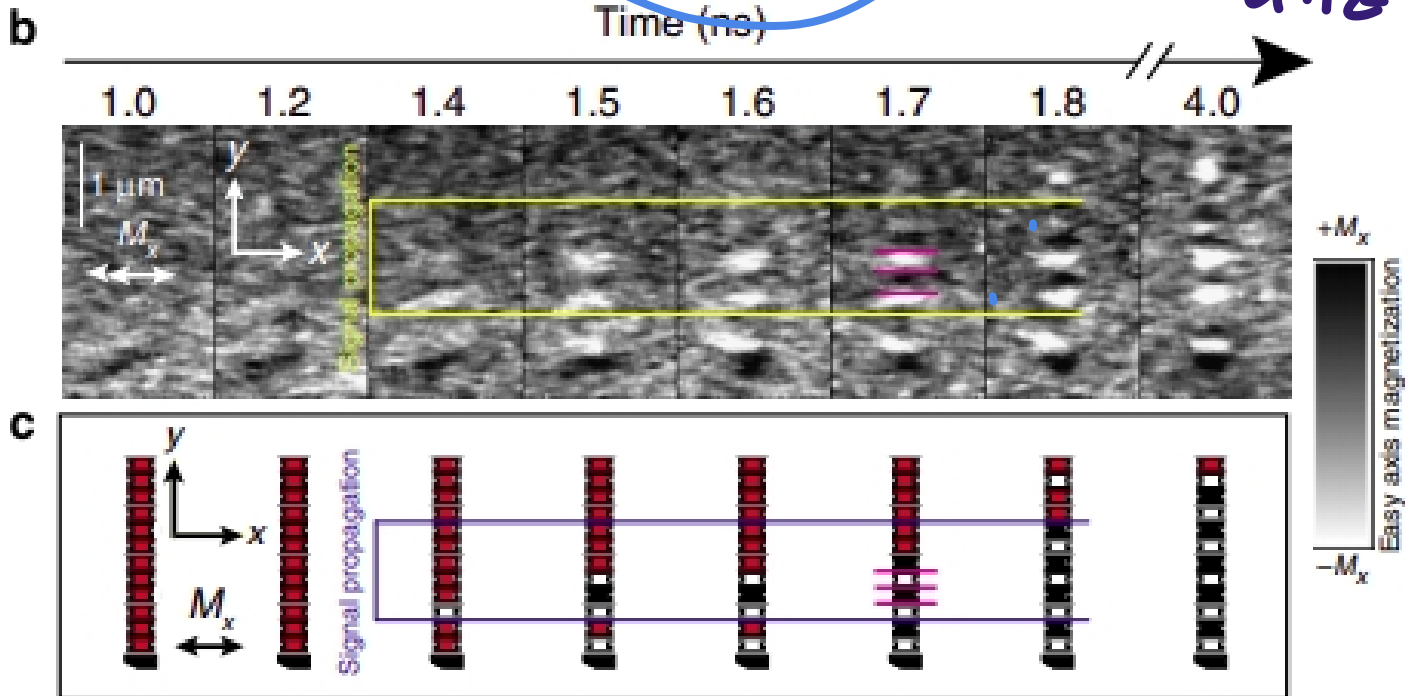 b
Time (ns)
1.0 1.2 1.4 1.5 1.6 1.7 1.8 4.0
1 μm
Mx
y
x
Signal propagation
+Mx
Easy axis magnetization
−Mx
c
y
x
Mx
Signal propagation